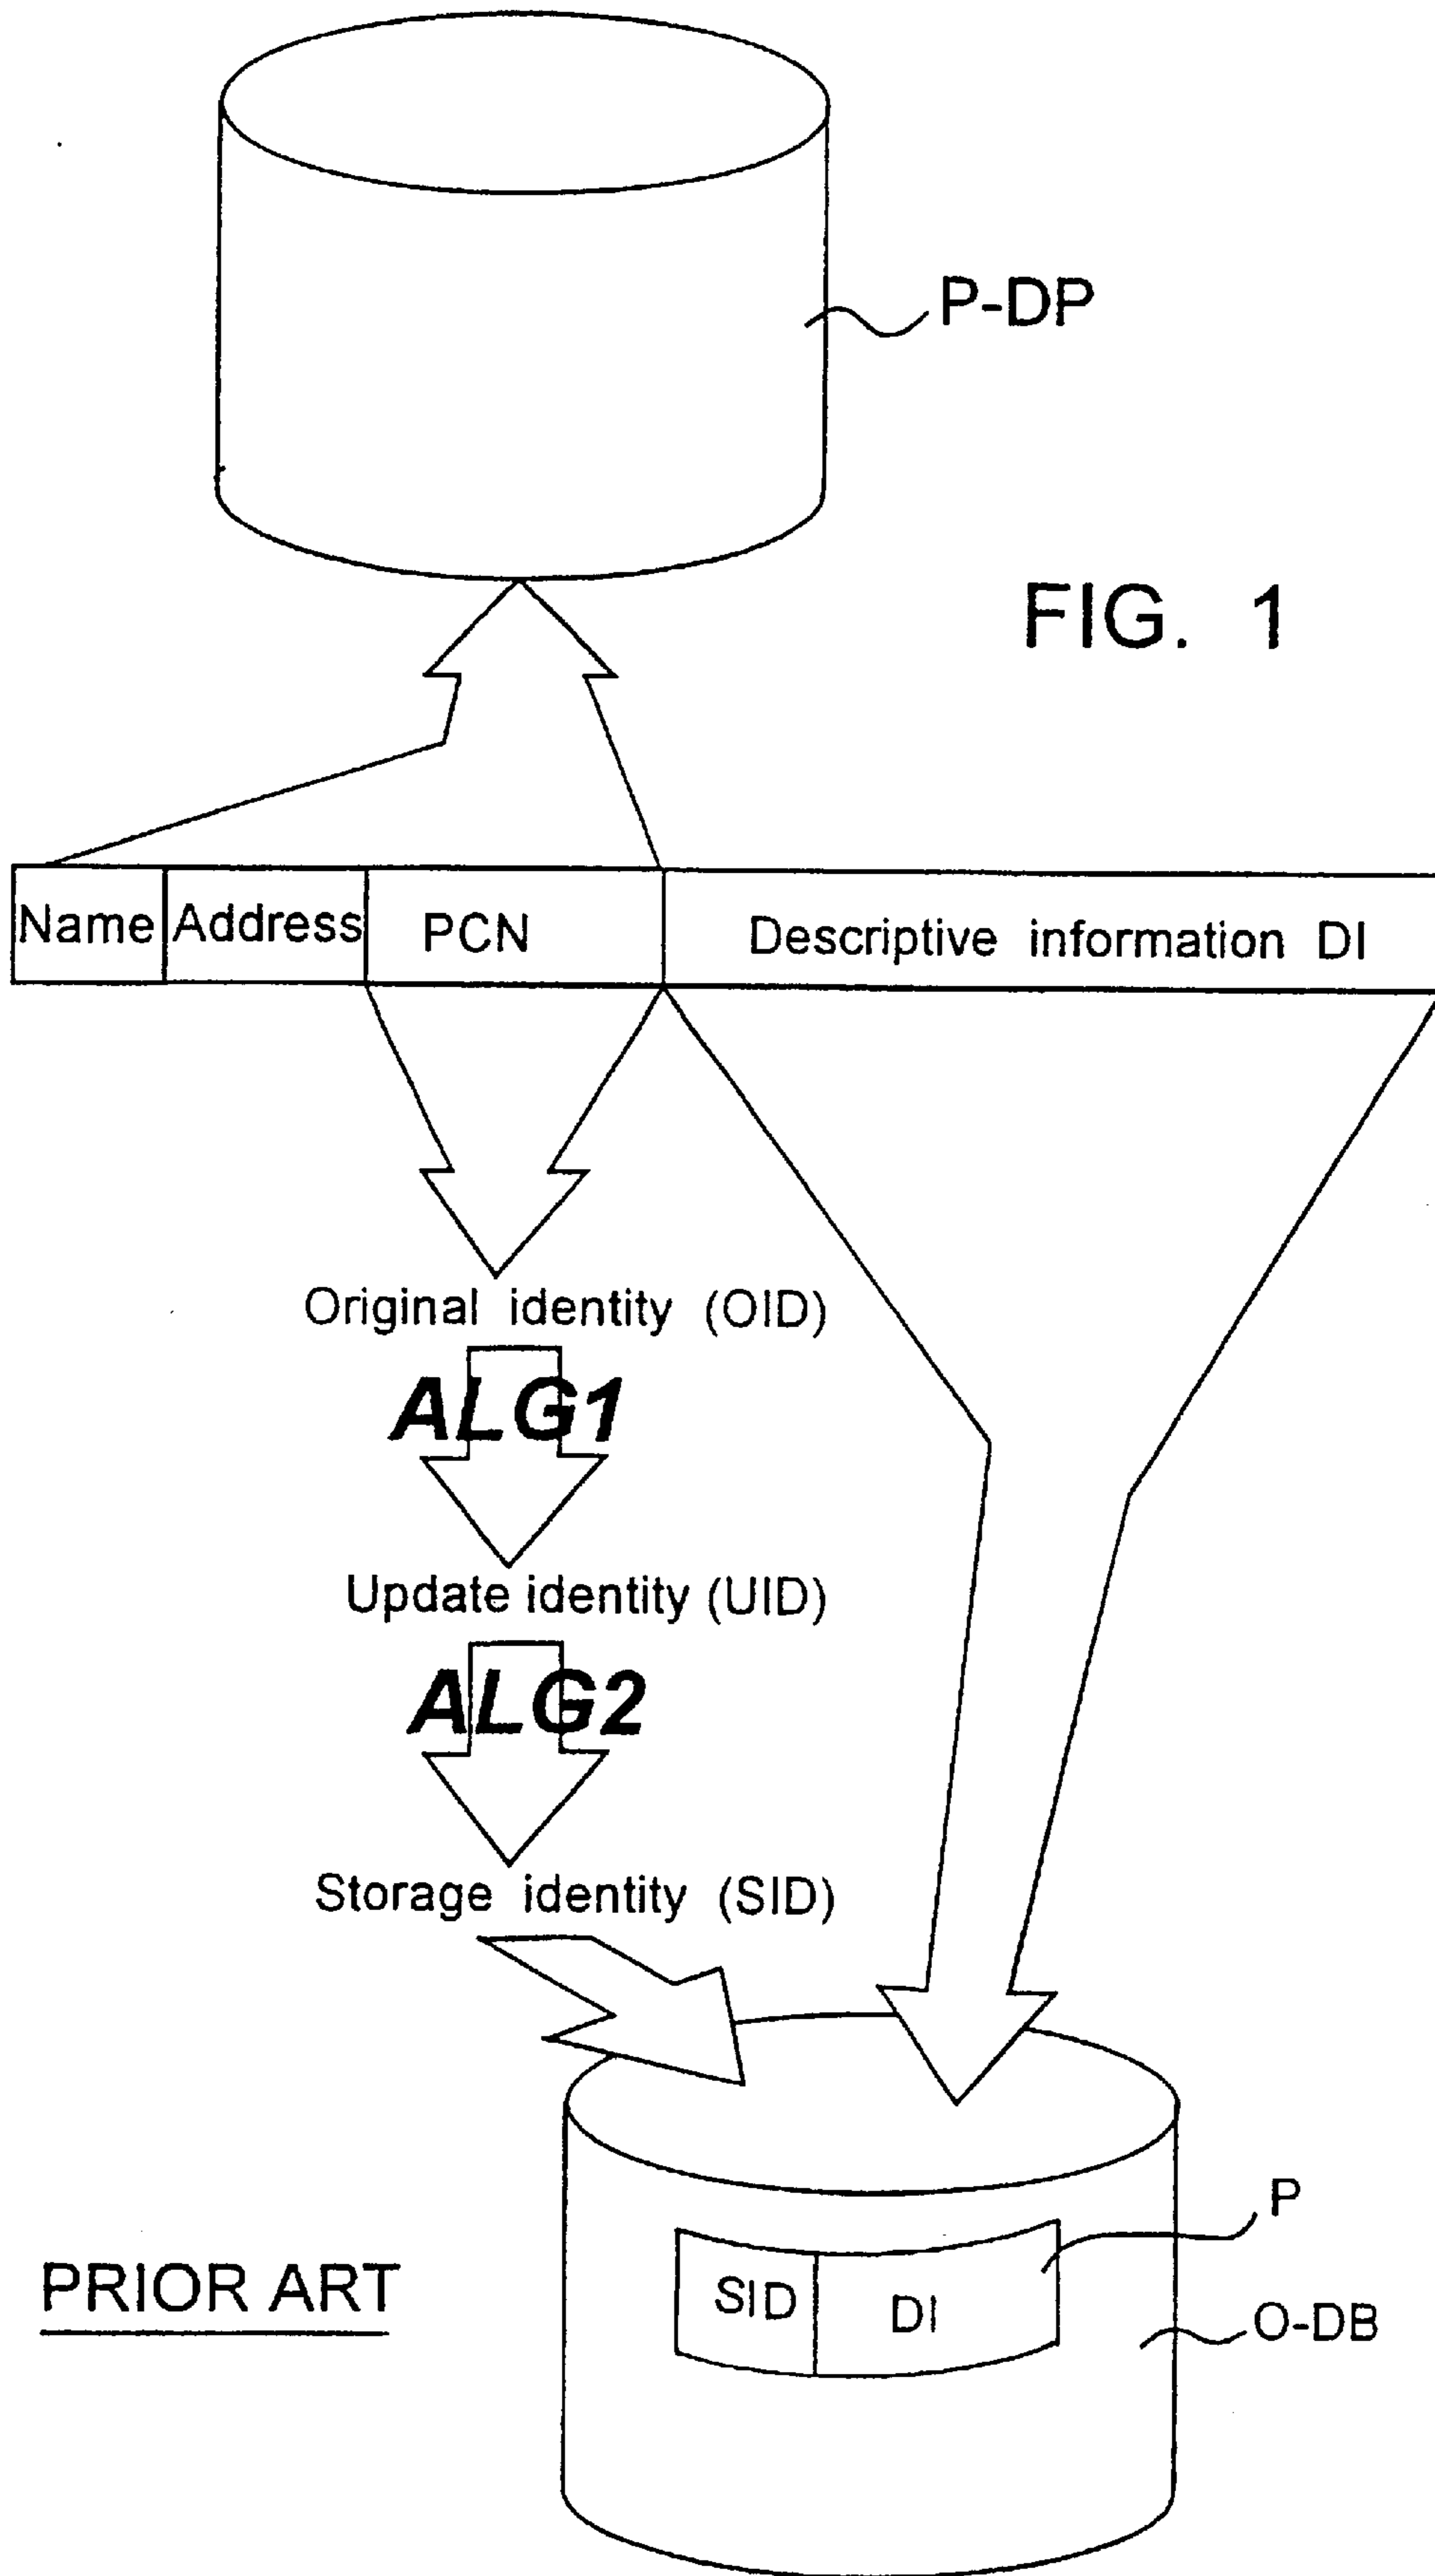 P-DP
FIG. 1
Name Address PCN Descriptive information DI
Original identity (OID)
ALG1
Update identity (UID)
ALG2
Storage identity (SID)
P
SID DI
O-DB
PRIOR ART